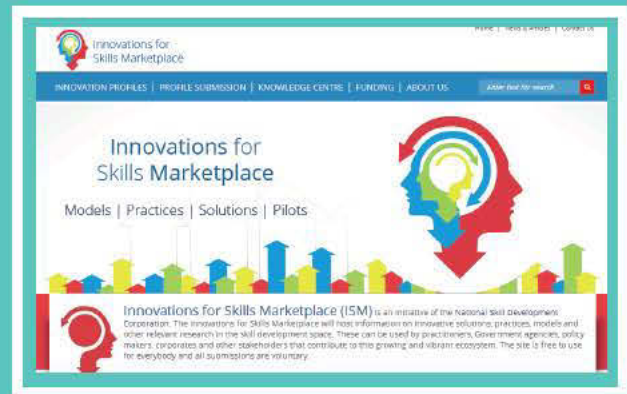 Home | News & Articles | Contact Us
Innovations for
Skills Marketplace
INNOVATION PROFILES | PROFILE SUBMISSION | KNOWLEDGE CENTRE | FUNDING | ABOUT US
Enter text for search
Innovations for
Skills Marketplace
Models | Practices | Solutions | Pilots
Innovations for Skills Marketplace (ISM) is an initiative of the National Skill Development
Corporation. The Innovations for Skills Marketplace will host information on innovative solutions, practices, models and
other relevant research in the skill development space. These can be used by practitioners, Government agencies, policy
makers, corporates and other stakeholders that contribute to this growing and vibrant ecosystem. The site is free to use
for everybody and all submissions are voluntary.